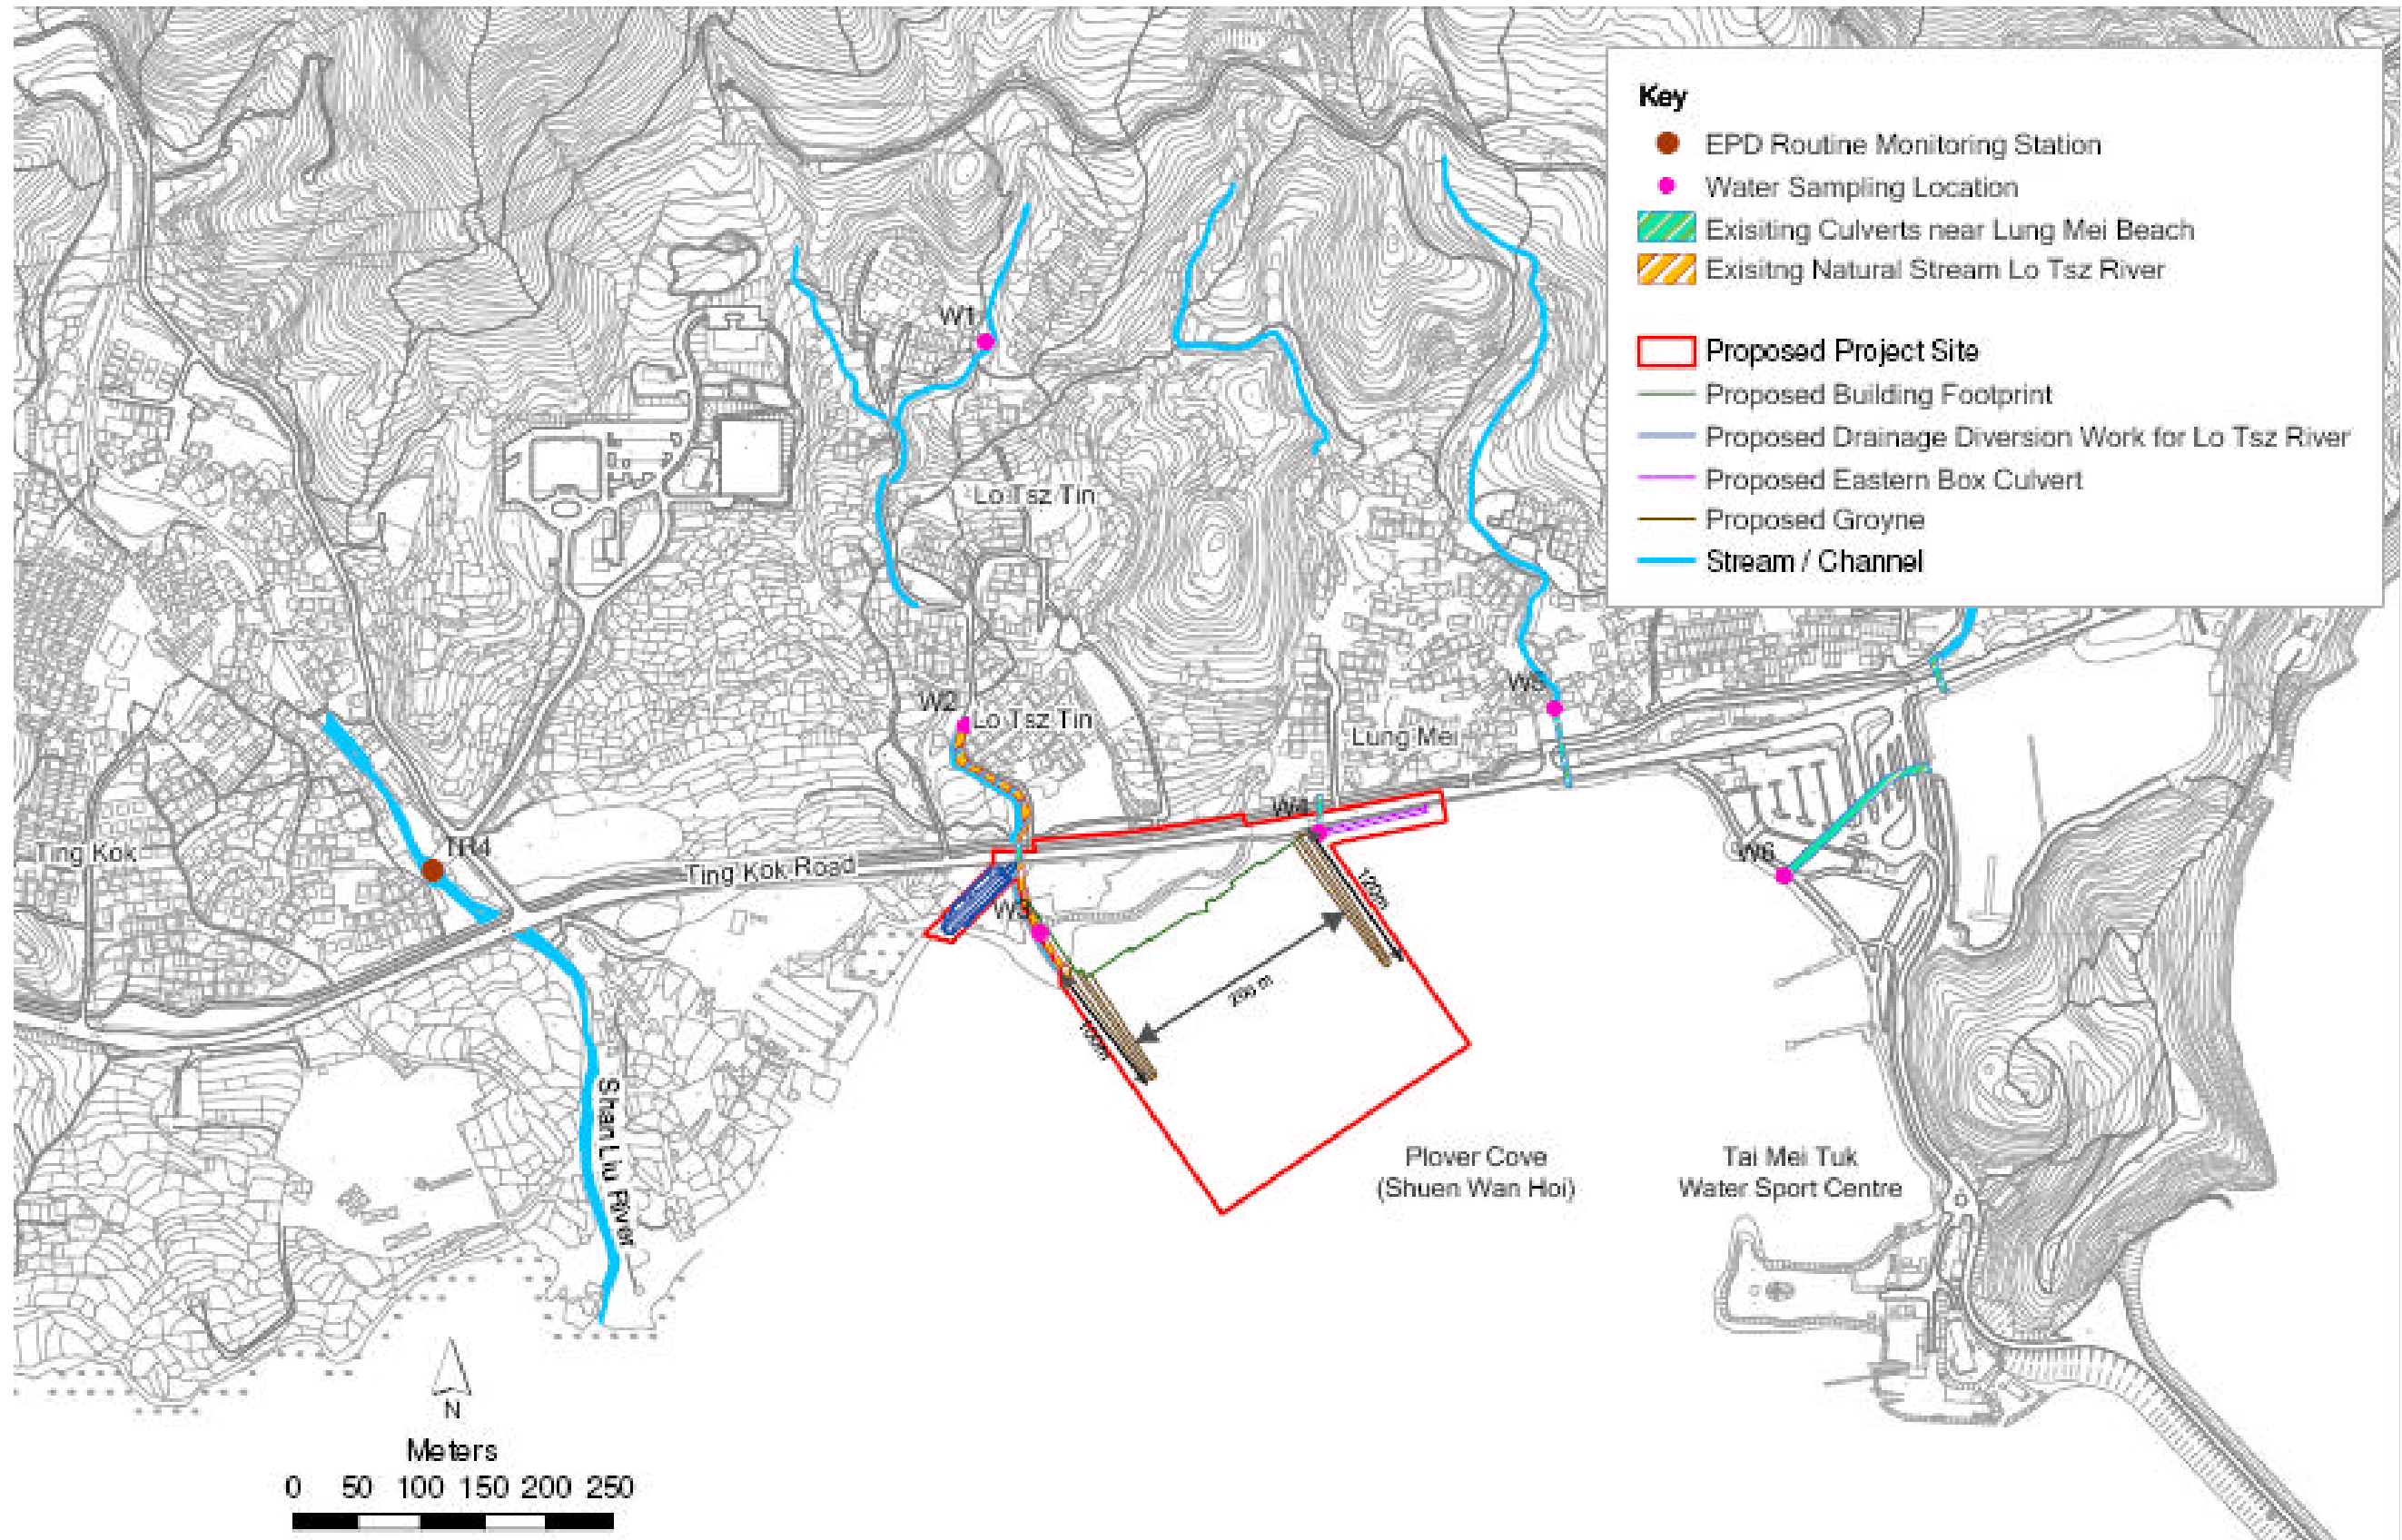 Key
EPD Routine Monitoring Station
Water Sampling Location
Exisiting Culverts near Lung Mei Beach
Exisitng Natural Stream Lo Tsz River
Proposed Project Site
Proposed Building Footprint
Proposed Drainage Diversion Work for Lo Tsz River
Proposed Eastern Box Culvert
Proposed Groyne
Stream / Channel
W1
Lo Tsz Tin
W5
W2
Lo Tsz Tin
Lung Mei
W4
Ting Kok
TR4
Ting Kok Road
W6
120m
W3
100m
Shan Liu River
Plover Cove
(Shuen Wan Hoi)
Tai Mei Tuk
Water Sport Centre
N
Meters
0 50 100 150 200 250